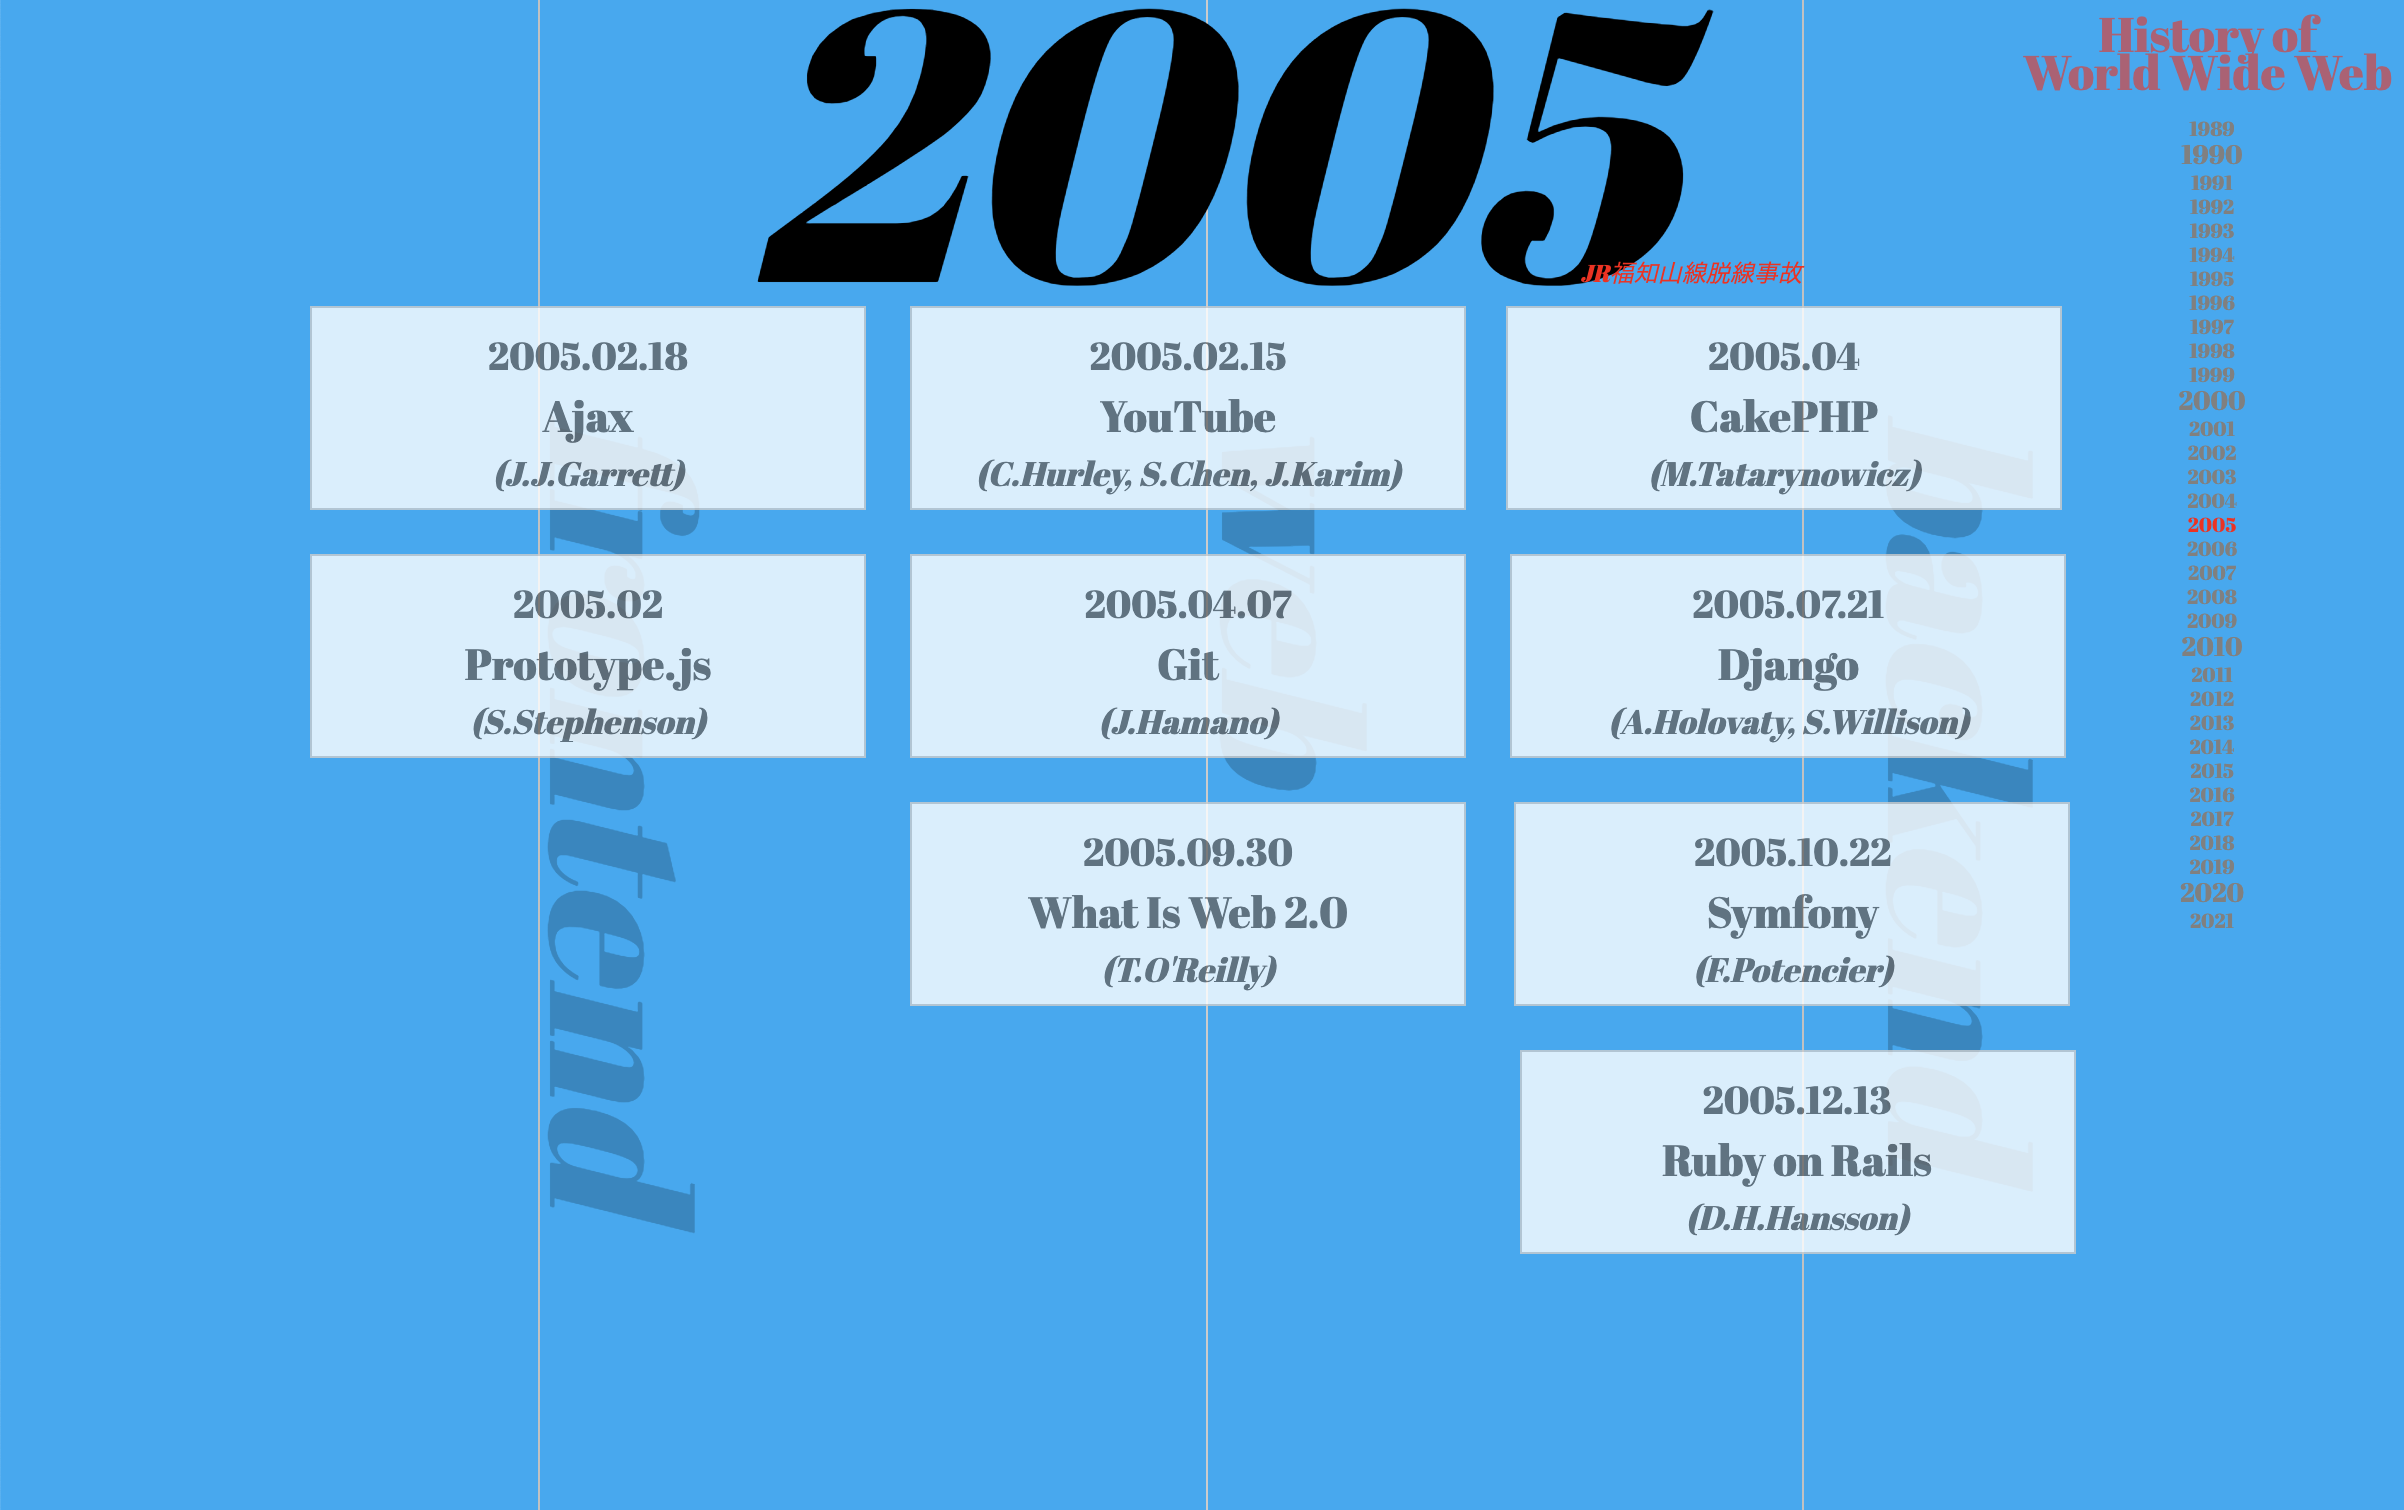 2005
JR福知山線脱線事故
History of
World Wide Web
frontend
2005.02.18
Ajax
(J.J.Garrett)
2005.02
Prototype.js
(S.Stephenson)
web
2005.02.15
YouTube
(C.Hurley, S.Chen, J.Karim)
2005.04.07
Git
(J.Hamano)
2005.09.30
What Is Web 2.0
(T.O'Reilly)
backend
2005.04
CakePHP
(M.Tatarynowicz)
2005.07.21
Django
(A.Holovaty, S.Willison)
2005.10.22
Symfony
(F.Potencier)
2005.12.13
Ruby on Rails
(D.H.Hansson)
1989
1990
1991
1992
1993
1994
1995
1996
1997
1998
1999
2000
2001
2002
2003
2004
2005
2006
2007
2008
2009
2010
2011
2012
2013
2014
2015
2016
2017
2018
2019
2020
2021